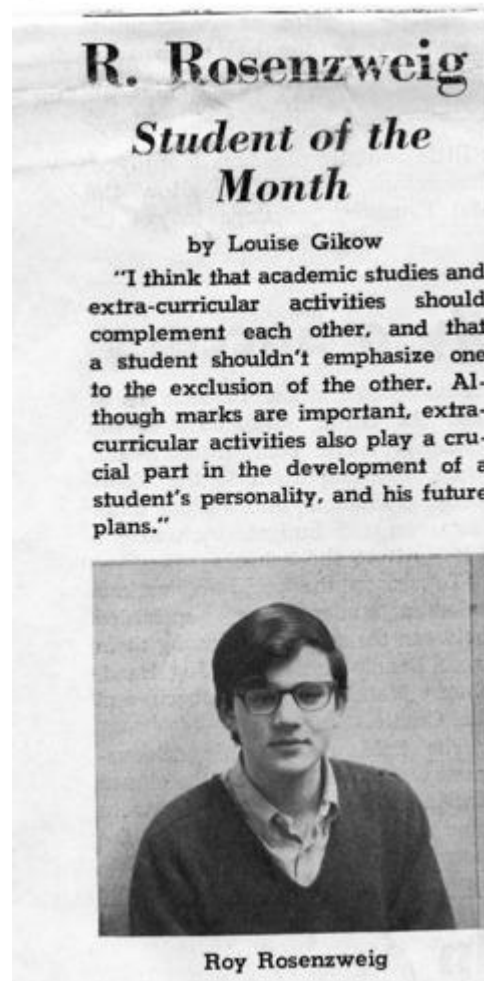 R. Rosenzweig
Student of the
Month
by Louise Gikow
"I think that academic studies and
extra-curricular activities should
complement each other, and that
a student shouldn't emphasize one
to the exclusion of the other. Al-
though marks are important, extra-
curricular activities also play a cru-
cial part in the development of a
student's personality, and his future
plans."
Roy Rosenzweig